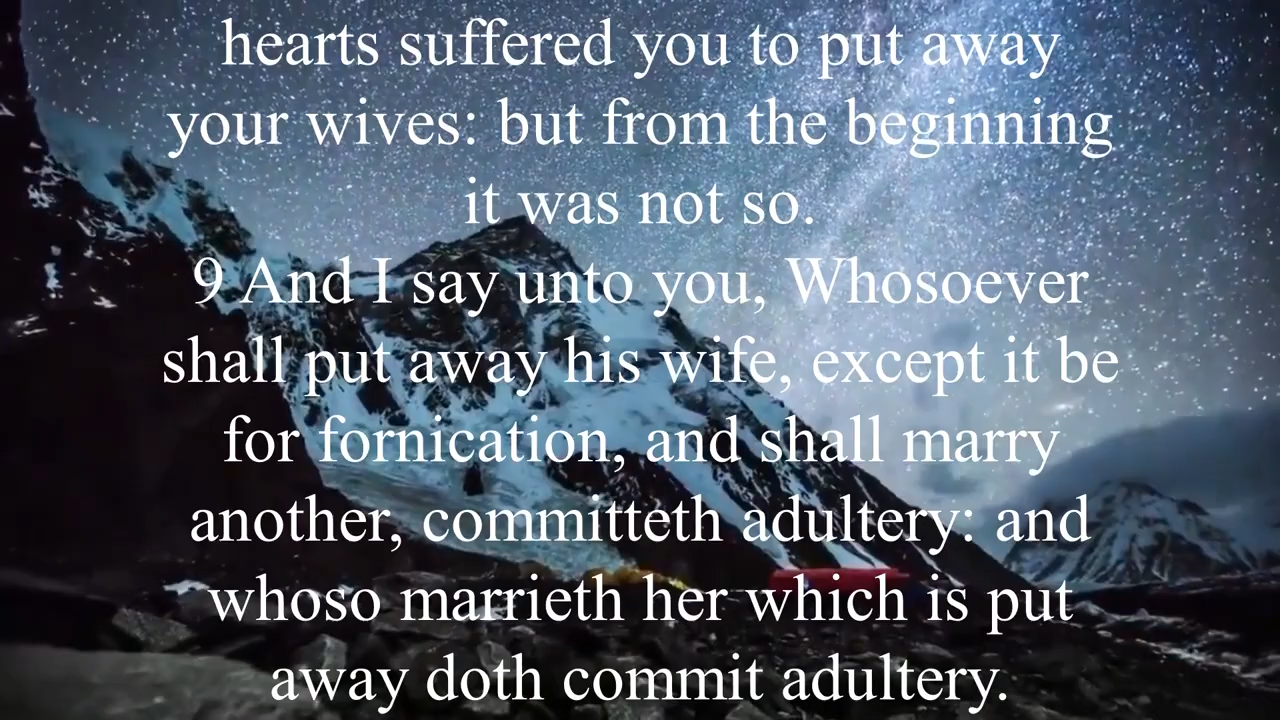 hearts suffered you to put away
your wives: but from the beginning
it was not so.
9 And I say unto you, Whosoever
shall put away his wife, except it be
for fornication, and shall marry
another, committeth adultery: and
whoso marrieth her which is put
away doth commit adultery.